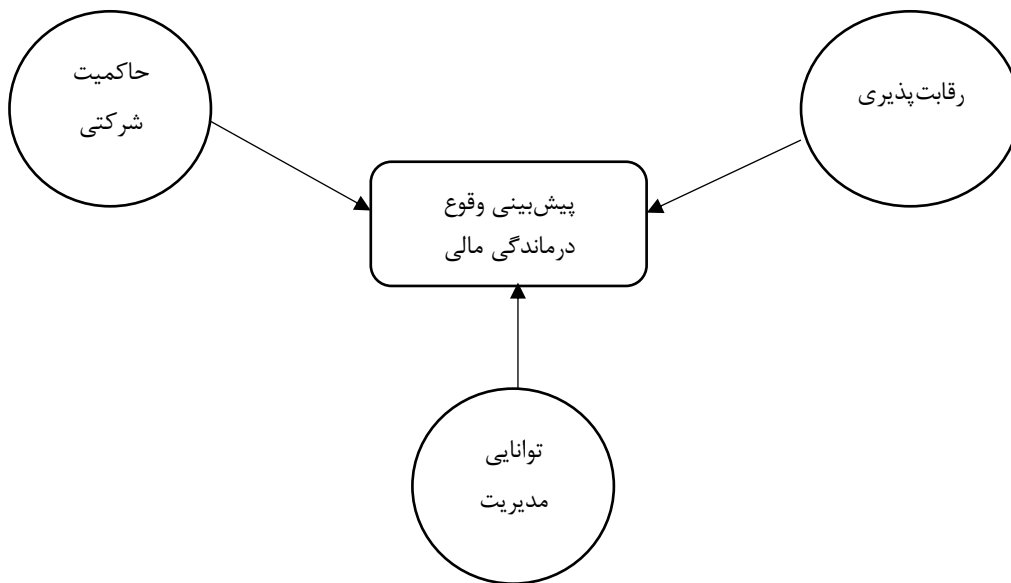 حاکمیت
شرکتی
رقابت‌پذیری
پیش‌بینی وقوع
درماندگی مالی
توانایی
مدیریت